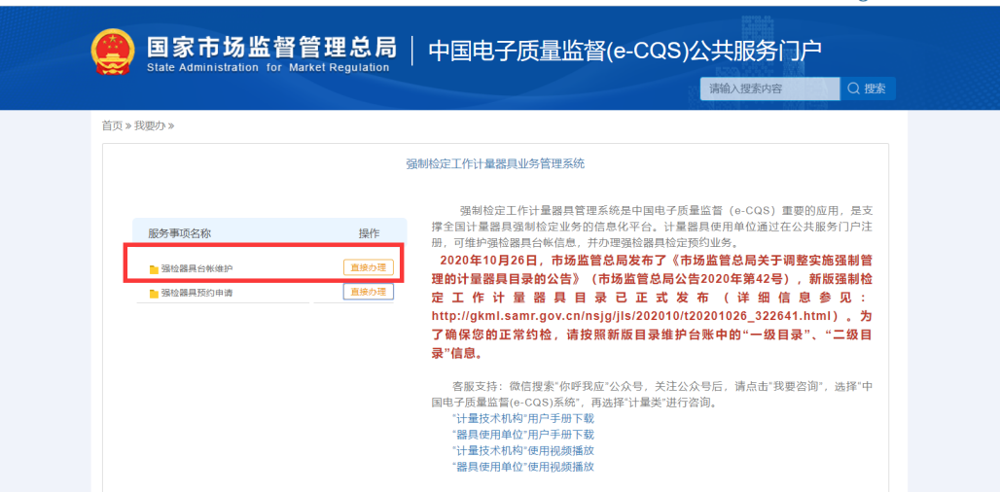 国家市场监督管理总局
State Administration for Market Regulation
中国电子质量监督(e-CQS)公共服务门户
请输入搜索内容
搜索
首页 » 我要办 »
强制检定工作计量器具业务管理系统
服务事项名称 操作
强检器具台帐维护 直接办理
强检器具预约申请 直接办理
强制检定工作计量器具管理系统是中国电子质量监督（e-CQS）重要的应用，是支
撑全国计量器具强制检定业务的信息化平台。计量器具使用单位通过在公共服务门户注
册，可维护强检器具台帐信息，并办理强检器具检定预约业务。
2020年10月26日，市场监管总局发布了《市场监管总局关于调整实施强制管
理的计量器具目录的公告》（市场监管总局公告2020年第42号），新版强制检
定工作计量器具目录已正式发布（详细信息参见：
http://gkml.samr.gov.cn/nsjg/jls/202010/t20201026_322641.html）。为
了确保您的正常约检，请按照新版目录维护台账中的“一级目录”、“二级目
录”信息。
客服支持：微信搜索“你呼我应”公众号，关注公众号后，请点击“我要咨询”，选择“中
国电子质量监督(e-CQS)系统”，再选择“计量类”进行咨询。
“计量技术机构”用户手册下载
“器具使用单位”用户手册下载
“计量技术机构”使用视频播放
“器具使用单位”使用视频播放